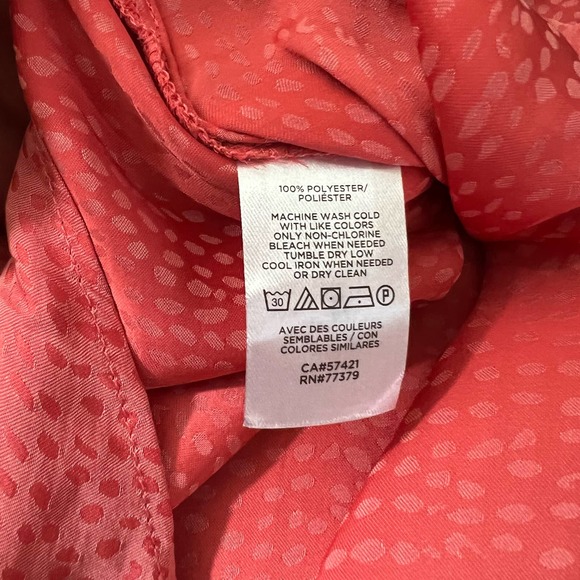 100% POLYESTER/
POLIÉSTER
MACHINE WASH COLD
WITH LIKE COLORS
ONLY NON-CHLORINE
BLEACH WHEN NEEDED
TUMBLE DRY LOW
COOL IRON WHEN NEEDED
OR DRY CLEAN
30 P
AVEC DES COULEURS
SEMBLABLES / CON
COLORES SIMILARES
CA#57421
RN#77379